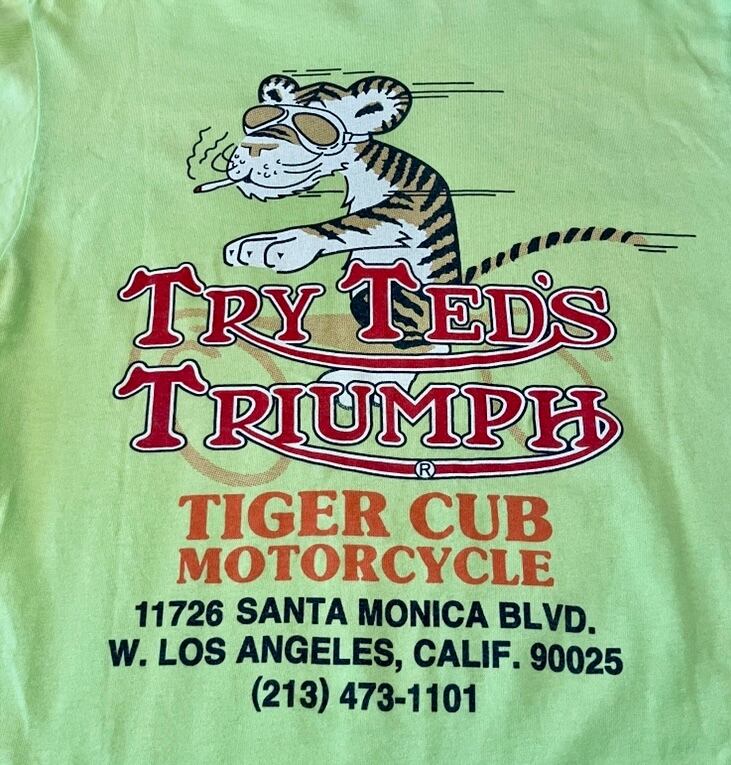 TRY TED'S
TRIUMPH
®
TIGER CUB
MOTORCYCLE
11726 SANTA MONICA BLVD.
W. LOS ANGELES, CALIF. 90025
(213) 473-1101